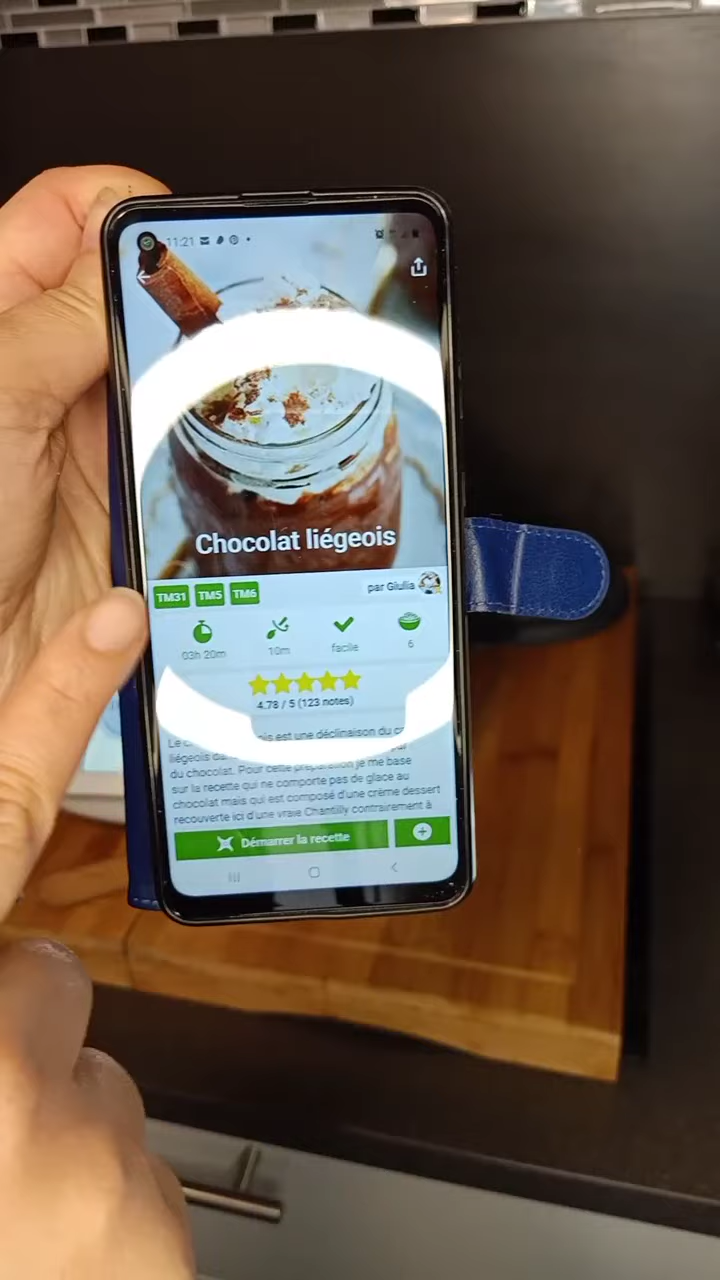 11:21
Chocolat liégeois
TM31 TM5 TM6
par Giulia
03h 20m 10m facile 6
4.78 / 5 (123 notes)
est une déclinaison du
liégeois
du chocolat. Pour cette préparation je me base
sur la recette qui ne comporte pas de glace au
chocolat mais qui est composé d'une crème dessert
recouverte ici d'une vraie Chantilly contrairement à
Démarrer la recette